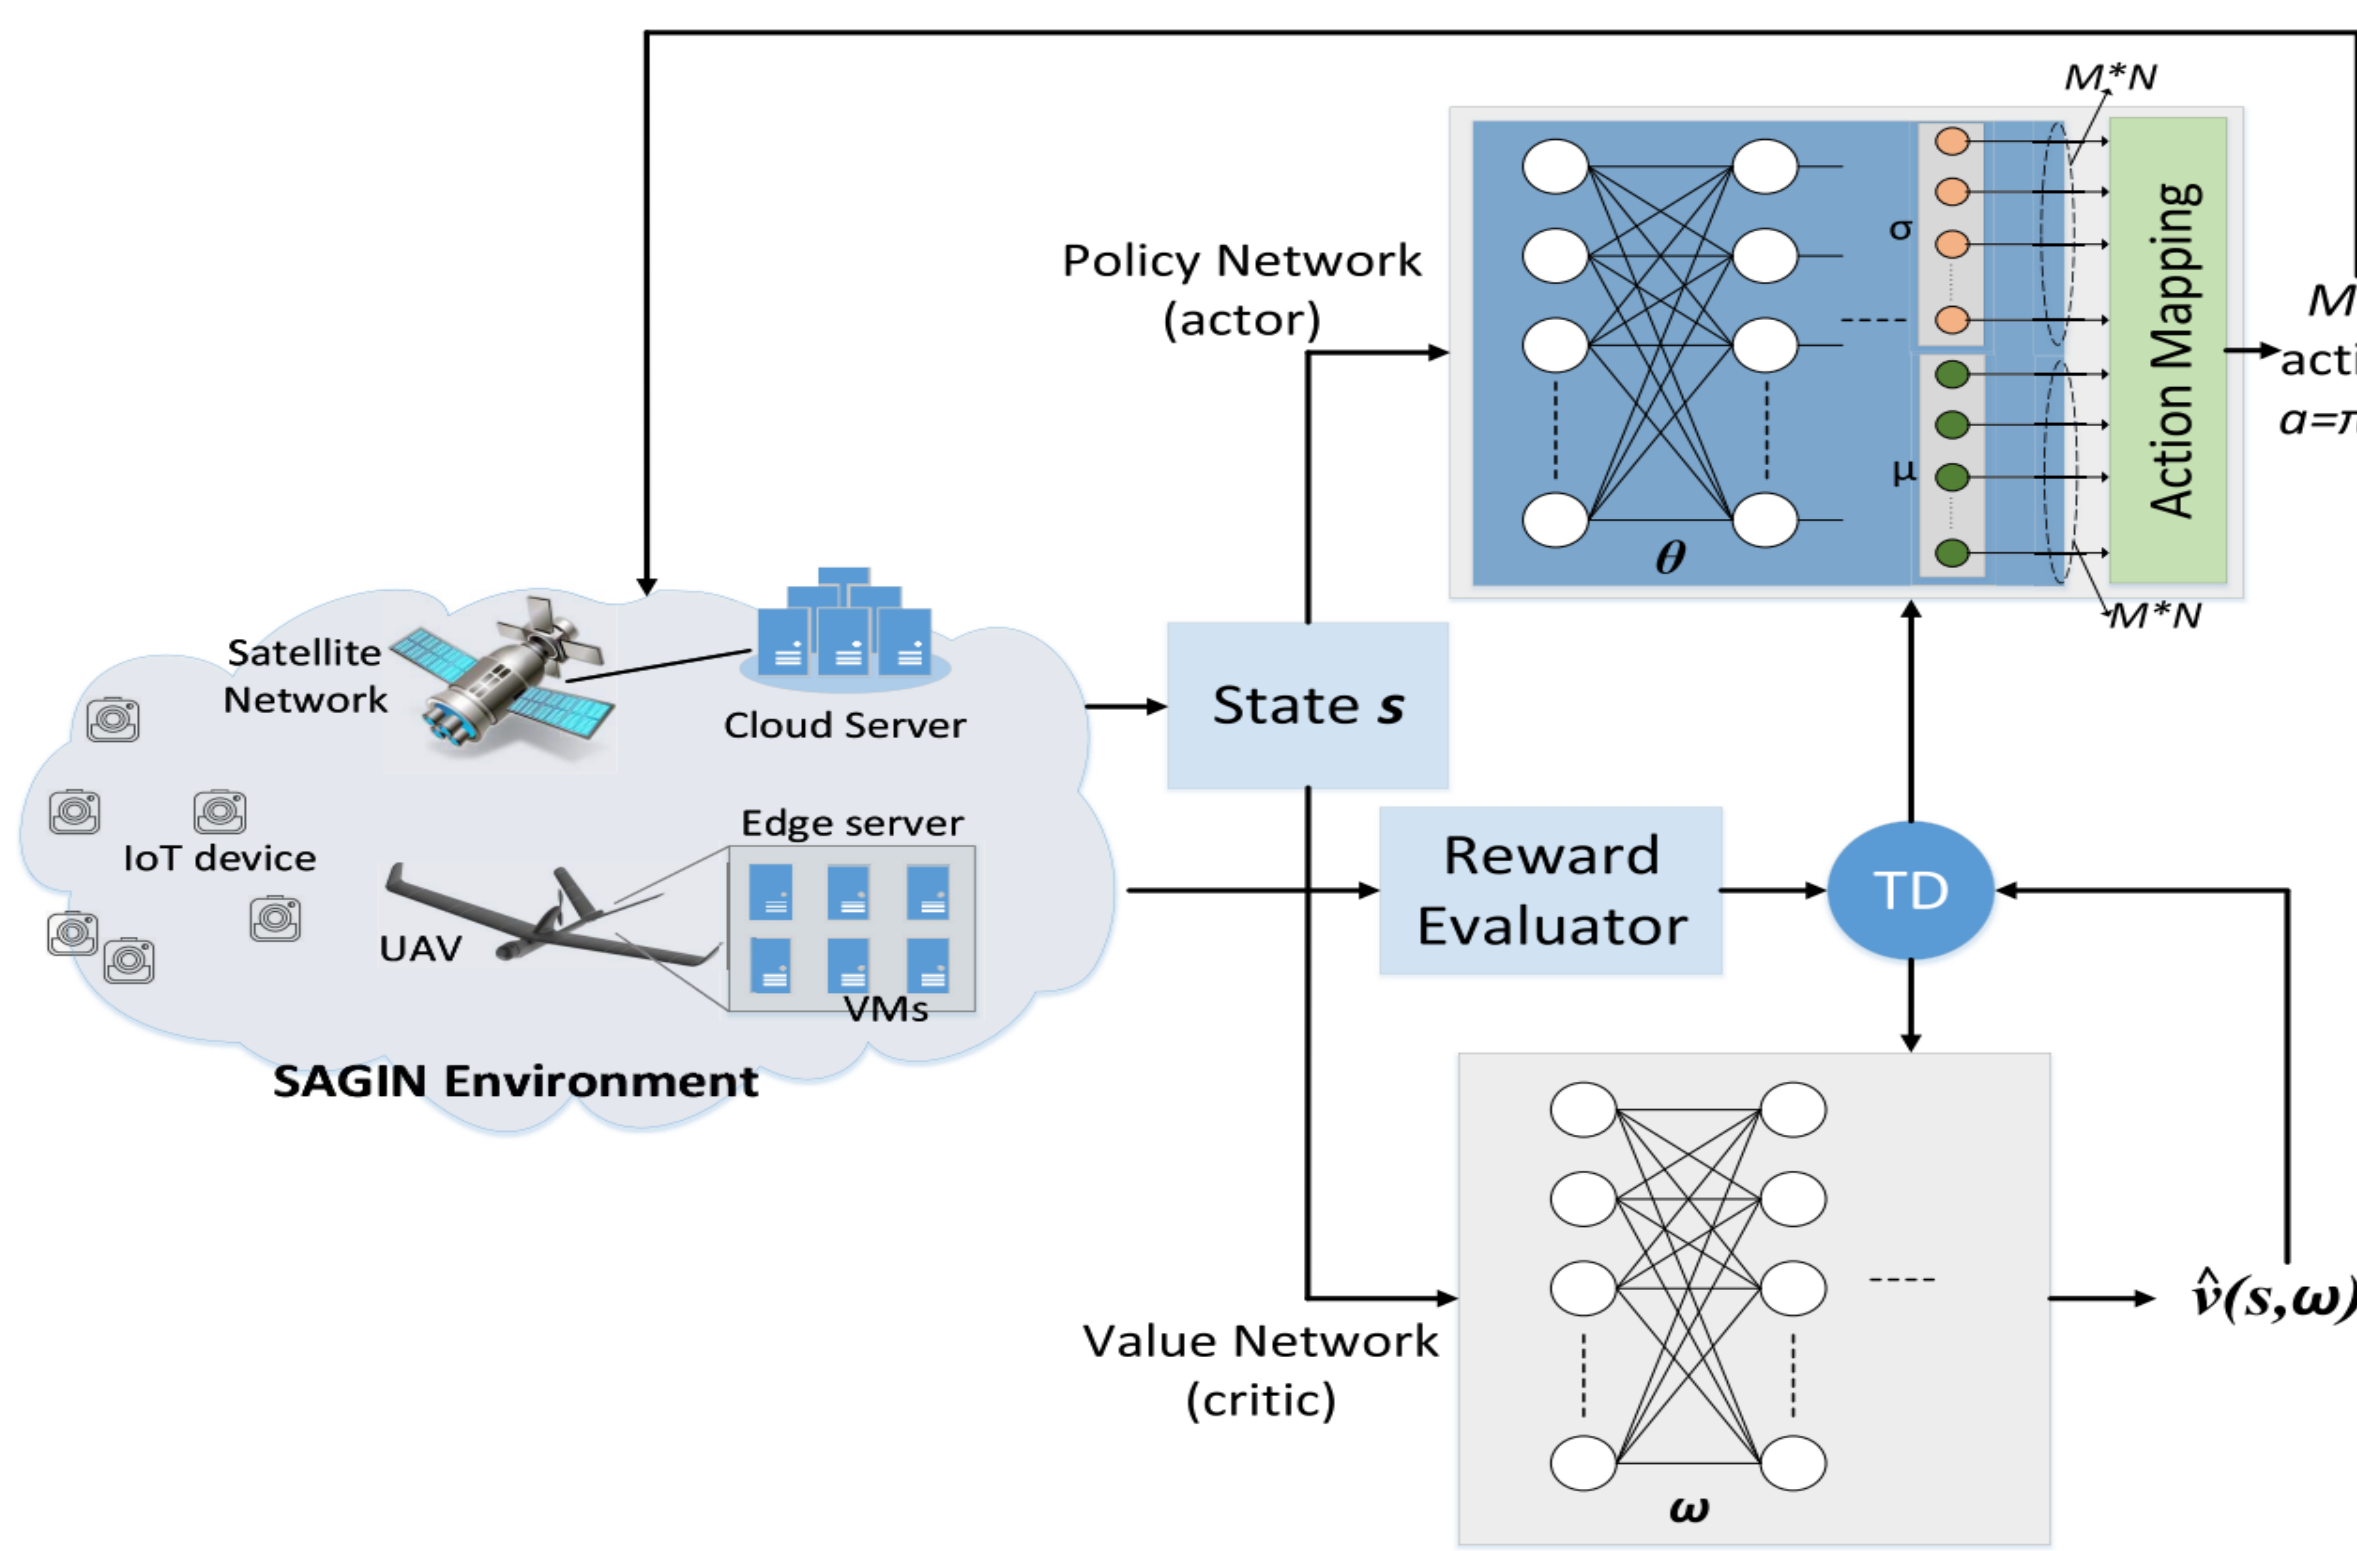 M*N
σ
Policy Network
(actor)
Action Mapping
M
acti
a=π
μ
θ
M*N
Satellite
Network
Cloud Server
State s
Edge server
IoT device
Reward
Evaluator
TD
UAV
VMs
SAGIN Environment
v̂(s,ω)
Value Network
(critic)
ω